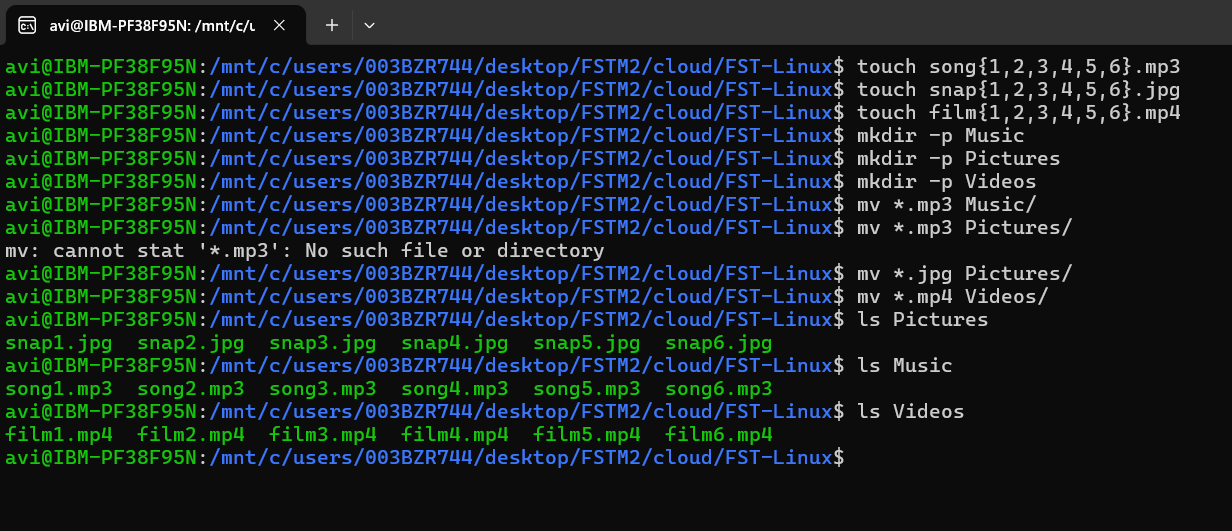 avi@IBM-PF38F95N: /mnt/c/u
avi@IBM-PF38F95N:/mnt/c/users/003BZR744/desktop/FSTM2/cloud/FST-Linux$ touch song{1,2,3,4,5,6}.mp3
avi@IBM-PF38F95N:/mnt/c/users/003BZR744/desktop/FSTM2/cloud/FST-Linux$ touch snap{1,2,3,4,5,6}.jpg
avi@IBM-PF38F95N:/mnt/c/users/003BZR744/desktop/FSTM2/cloud/FST-Linux$ touch film{1,2,3,4,5,6}.mp4
avi@IBM-PF38F95N:/mnt/c/users/003BZR744/desktop/FSTM2/cloud/FST-Linux$ mkdir -p Music
avi@IBM-PF38F95N:/mnt/c/users/003BZR744/desktop/FSTM2/cloud/FST-Linux$ mkdir -p Pictures
avi@IBM-PF38F95N:/mnt/c/users/003BZR744/desktop/FSTM2/cloud/FST-Linux$ mkdir -p Videos
avi@IBM-PF38F95N:/mnt/c/users/003BZR744/desktop/FSTM2/cloud/FST-Linux$ mv *.mp3 Music/
avi@IBM-PF38F95N:/mnt/c/users/003BZR744/desktop/FSTM2/cloud/FST-Linux$ mv *.mp3 Pictures/
mv: cannot stat '*.mp3': No such file or directory
avi@IBM-PF38F95N:/mnt/c/users/003BZR744/desktop/FSTM2/cloud/FST-Linux$ mv *.jpg Pictures/
avi@IBM-PF38F95N:/mnt/c/users/003BZR744/desktop/FSTM2/cloud/FST-Linux$ mv *.mp4 Videos/
avi@IBM-PF38F95N:/mnt/c/users/003BZR744/desktop/FSTM2/cloud/FST-Linux$ ls Pictures
snap1.jpg  snap2.jpg  snap3.jpg  snap4.jpg  snap5.jpg  snap6.jpg
avi@IBM-PF38F95N:/mnt/c/users/003BZR744/desktop/FSTM2/cloud/FST-Linux$ ls Music
song1.mp3  song2.mp3  song3.mp3  song4.mp3  song5.mp3  song6.mp3
avi@IBM-PF38F95N:/mnt/c/users/003BZR744/desktop/FSTM2/cloud/FST-Linux$ ls Videos
film1.mp4  film2.mp4  film3.mp4  film4.mp4  film5.mp4  film6.mp4
avi@IBM-PF38F95N:/mnt/c/users/003BZR744/desktop/FSTM2/cloud/FST-Linux$